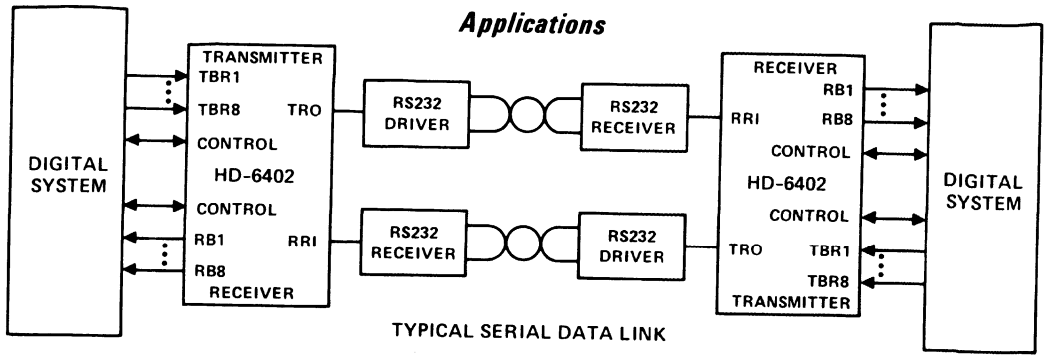 Applications
DIGITAL
SYSTEM
TRANSMITTER
TBR1
TBR8
TRO
CONTROL
HD-6402
CONTROL
RB1
RRI
RB8
RECEIVER
RS232
DRIVER
RS232
RECEIVER
RS232
RECEIVER
RS232
DRIVER
RECEIVER
RB1
RRI
RB8
CONTROL
HD-6402
CONTROL
TRO
TBR1
TBR8
TRANSMITTER
DIGITAL
SYSTEM
TYPICAL SERIAL DATA LINK